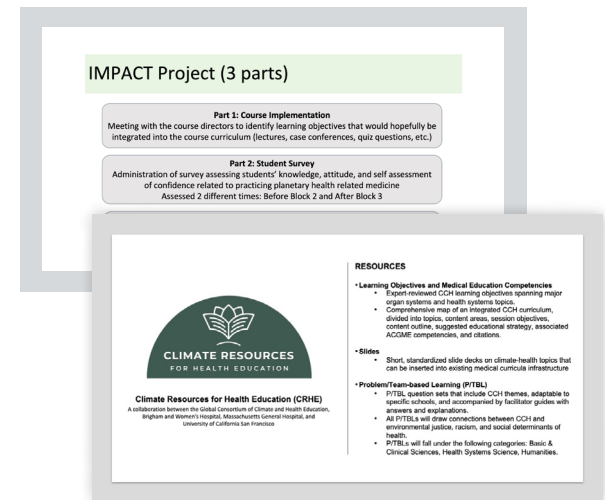 IMPACT Project (3 parts)
Part 1: Course Implementation
Meeting with the course directors to identify learning objectives that would hopefully be
integrated into the course curriculum (lectures, case conferences, quiz questions, etc.)
Part 2: Student Survey
Administration of survey assessing students' knowledge, attitude, and self assessment
of confidence related to practicing planetary health related medicine
Assessed 2 different times: Before Block 2 and After Block 3
CLIMATE RESOURCES
FOR HEALTH EDUCATION
Climate Resources for Health Education (CRHE)
A collaboration between the Global Consortium of Climate and Health Education,
Brigham and Women's Hospital, Massachusetts General Hospital, and
University of California San Francisco
RESOURCES
• Learning Objectives and Medical Education Competencies
• Expert-reviewed CCH learning objectives spanning major
organ systems and health systems topics.
• Comprehensive map of an integrated CCH curriculum,
divided into topics, content areas, session objectives,
content outline, suggested educational strategy, associated
ACGME competencies, and citations.
• Slides
• Short, standardized slide decks on climate-health topics that
can be inserted into existing medical curricula infrastructure
• Problem/Team-based Learning (P/TBL)
• P/TBL question sets that include CCH themes, adaptable to
specific schools, and accompanied by facilitator guides with
answers and explanations.
• All P/TBLs will draw connections between CCH and
environmental justice, racism, and social determinants of
health.
• P/TBLs will fall under the following categories: Basic &
Clinical Sciences, Health Systems Science, Humanities.